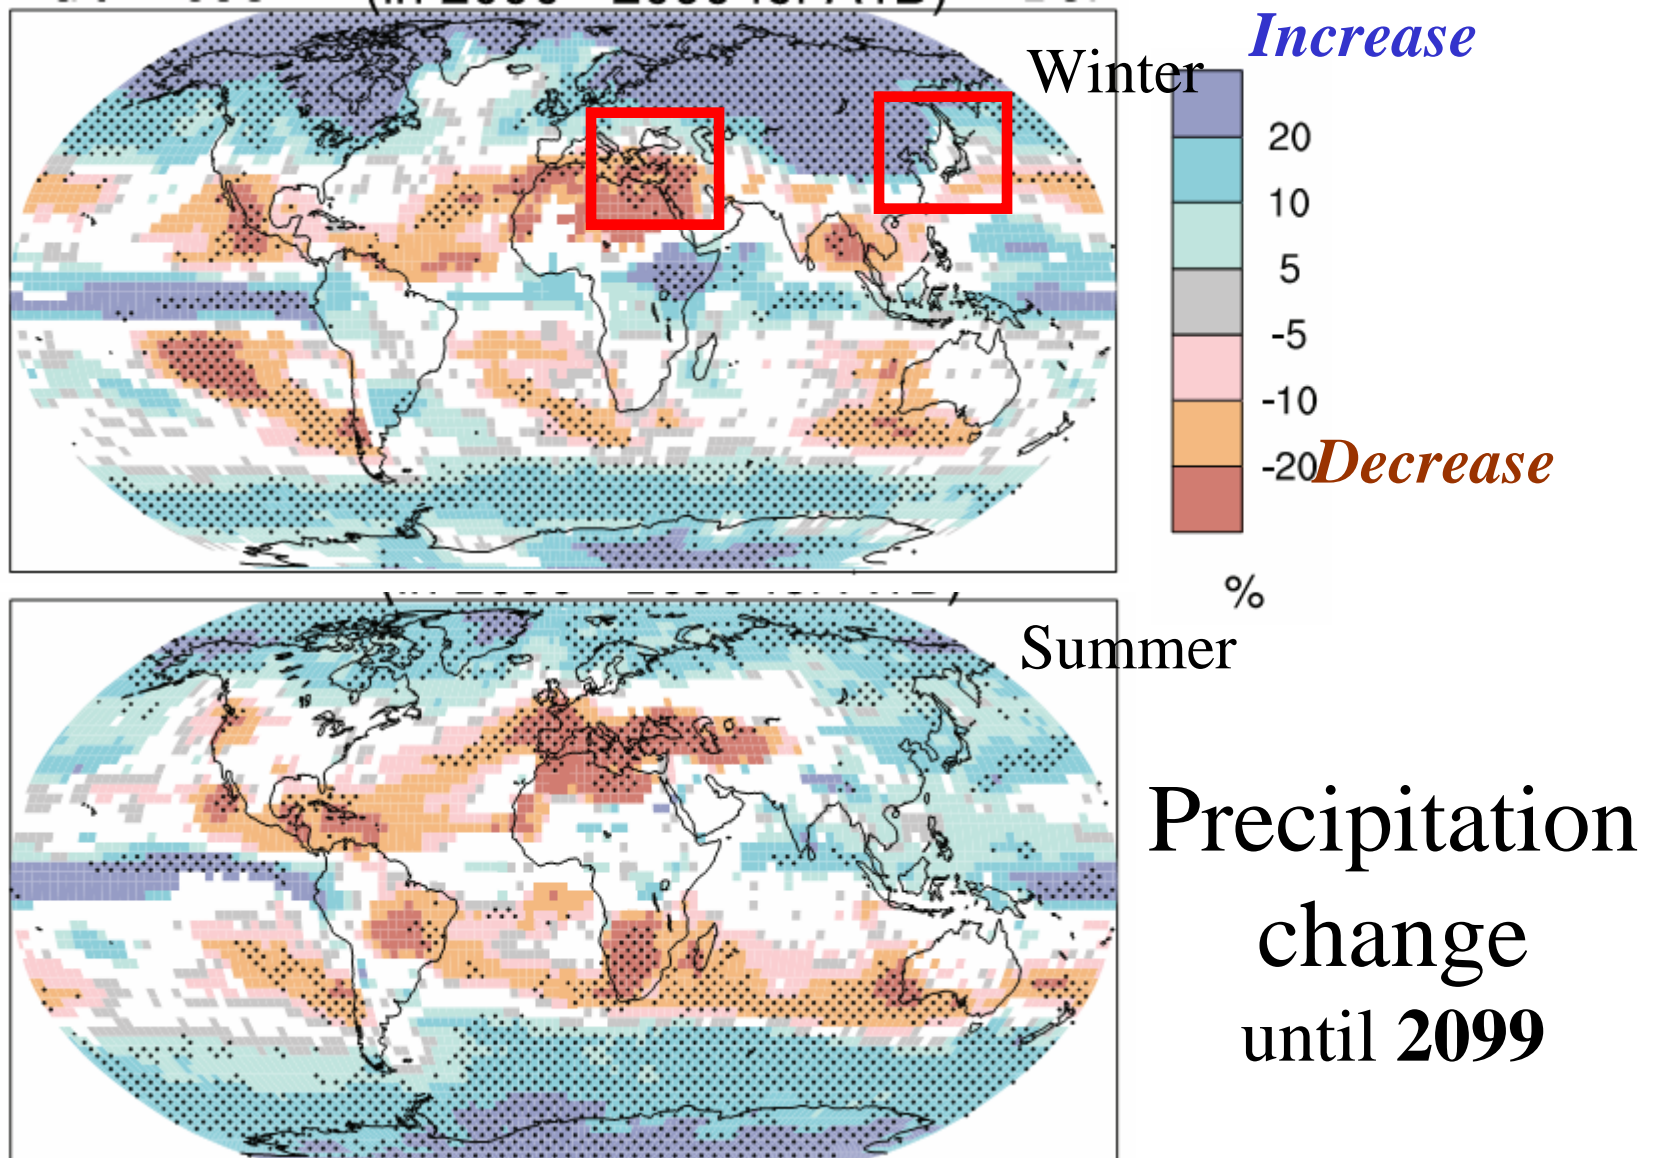 Winter
Increase
20
10
5
-5
-10
-20
Decrease
%
Summer
Precipitation
change
until 2099